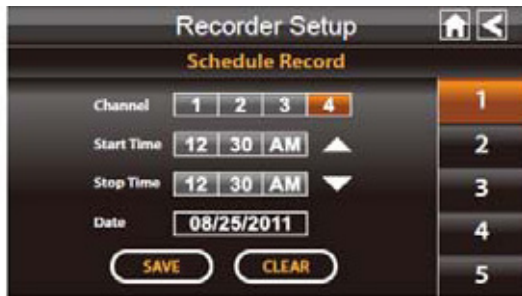 Recorder Setup
Schedule Record
Channel 1 2 3 4
Start Time 12 30 AM
Stop Time 12 30 AM
Date 08/25/2011
SAVE CLEAR
1
2
3
4
5